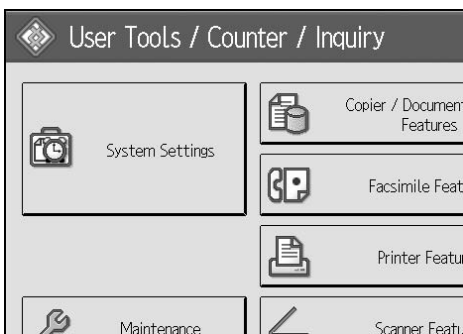 User Tools / Counter / Inquiry
System Settings
Copier / Document
Features
Facsimile Feat
Printer Featu
Maintenance
Scanner Featu